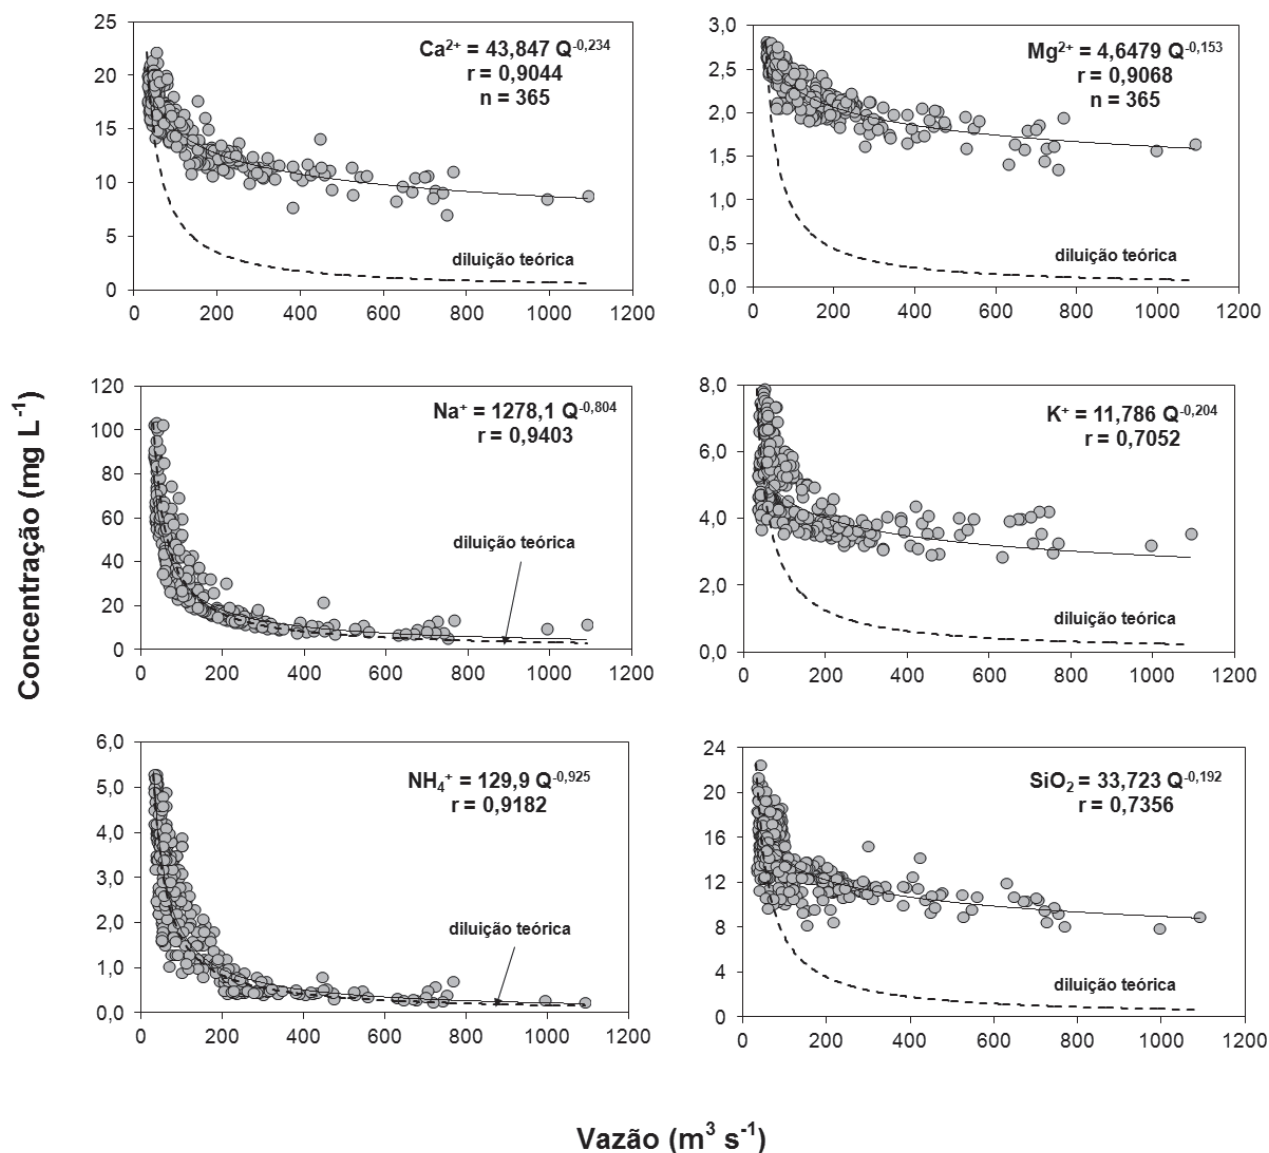 25
20
15
10
5
0
0 200 400 600 800 1000 1200
Ca²⁺ = 43,847 Q⁻⁰,²³⁴
r = 0,9044
n = 365
diluição teórica
3,0
2,5
2,0
1,5
1,0
0,5
0,0
0 200 400 600 800 1000 1200
Mg²⁺ = 4,6479 Q⁻⁰,¹⁵³
r = 0,9068
n = 365
diluição teórica
Concentração (mg L⁻¹)
120
100
80
60
40
20
0
0 200 400 600 800 1000 1200
Na⁺ = 1278,1 Q⁻⁰,⁸⁰⁴
r = 0,9403
diluição teórica
8,0
6,0
4,0
2,0
0,0
0 200 400 600 800 1000 1200
K⁺ = 11,786 Q⁻⁰,²⁰⁴
r = 0,7052
diluição teórica
6,0
5,0
4,0
3,0
2,0
1,0
0,0
0 200 400 600 800 1000 1200
NH₄⁺ = 129,9 Q⁻⁰,⁹²⁵
r = 0,9182
diluição teórica
24
20
16
12
8
4
0
0 200 400 600 800 1000 1200
SiO₂ = 33,723 Q⁻⁰,¹⁹²
r = 0,7356
diluição teórica
Vazão (m³ s⁻¹)